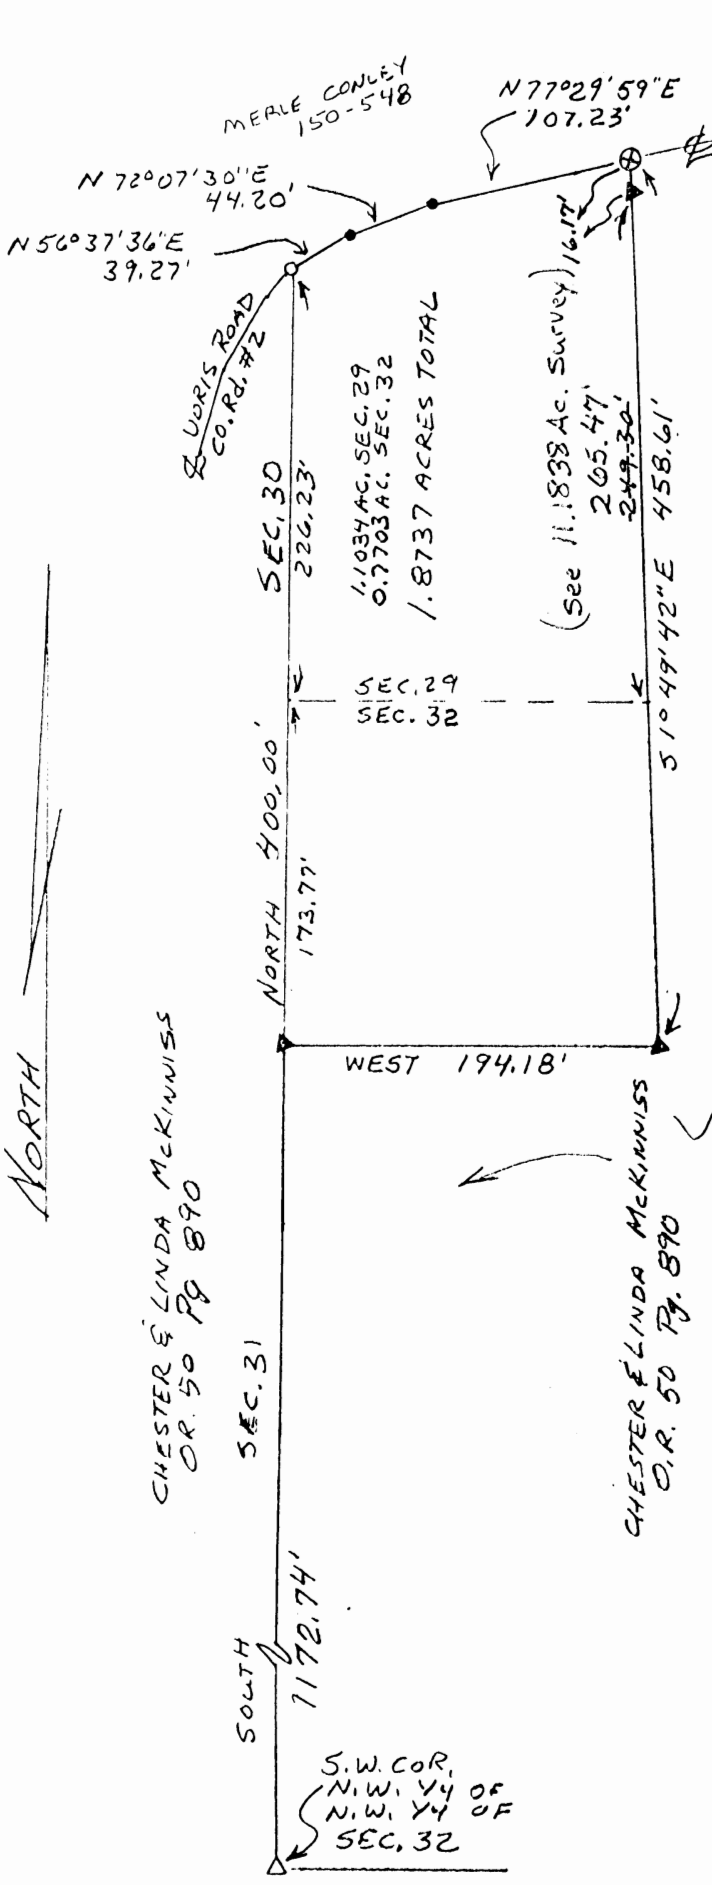 MERLE CONLEY
150-548
N 77° 29' 59" E
107.23'
N 72° 07' 30" E
44.20'
N 56° 37' 36" E
39.27'
℄
℄ UORIS ROAD
CO. Rd. #2
SEC. 30
226.23'
1.1034 AC. SEC. 29
0.7703 AC. SEC. 32
1.8737 ACRES TOTAL
(See 11.1838 Ac. Survey)
16.17'
265.47'
249.30'
S 1° 49' 42" E 458.61'
SEC. 29
SEC. 32
NORTH 400.00'
173.77'
WEST 194.18'
NORTH
CHESTER & LINDA McKINNISS
OR. 50 Pg 890
CHESTER & LINDA McKINNISS
O.R. 50 Pg. 890
SEC. 31
SOUTH
1172.74'
S.W. COR,
N.W. 1/4 OF
N.W. 1/4 OF
SEC. 32